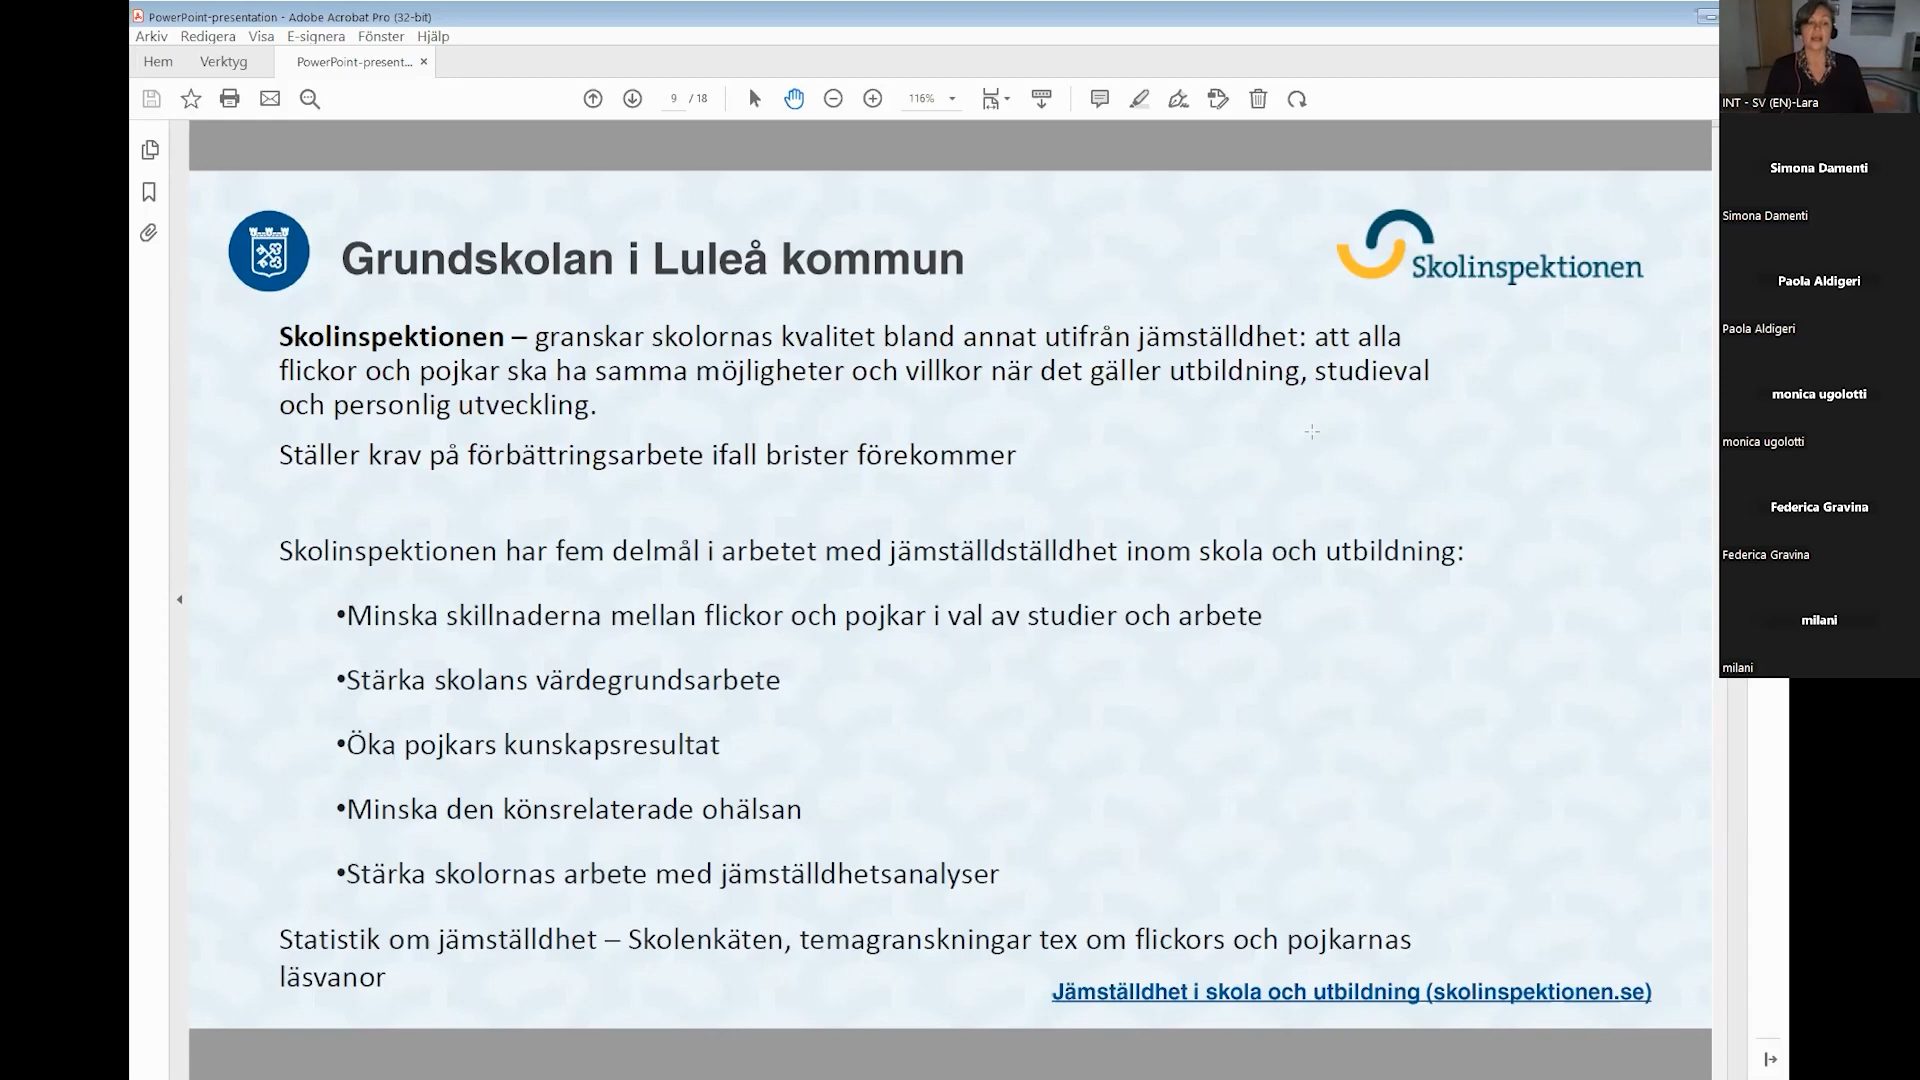 PowerPoint-presentation - Adobe Acrobat Pro (32-bit)
Arkiv Redigera Visa E-signera Fönster Hjälp
Hem Verktyg PowerPoint-present... ×
9 / 18 116%
Grundskolan i Luleå kommun
Skolinspektionen
Skolinspektionen – granskar skolornas kvalitet bland annat utifrån jämställdhet: att alla
flickor och pojkar ska ha samma möjligheter och villkor när det gäller utbildning, studieval
och personlig utveckling.
Ställer krav på förbättringsarbete ifall brister förekommer
Skolinspektionen har fem delmål i arbetet med jämställdställdhet inom skola och utbildning:
•Minska skillnaderna mellan flickor och pojkar i val av studier och arbete
•Stärka skolans värdegrundsarbete
•Öka pojkars kunskapsresultat
•Minska den könsrelaterade ohälsan
•Stärka skolornas arbete med jämställdhetsanalyser
Statistik om jämställdhet – Skolenkäten, temagranskningar tex om flickors och pojkarnas
läsvanor
Jämställdhet i skola och utbildning (skolinspektionen.se)
INT - SV (EN)-Lara
Simona Damenti
Simona Damenti
Paola Aldigeri
Paola Aldigeri
monica ugolotti
monica ugolotti
Federica Gravina
Federica Gravina
milani
milani